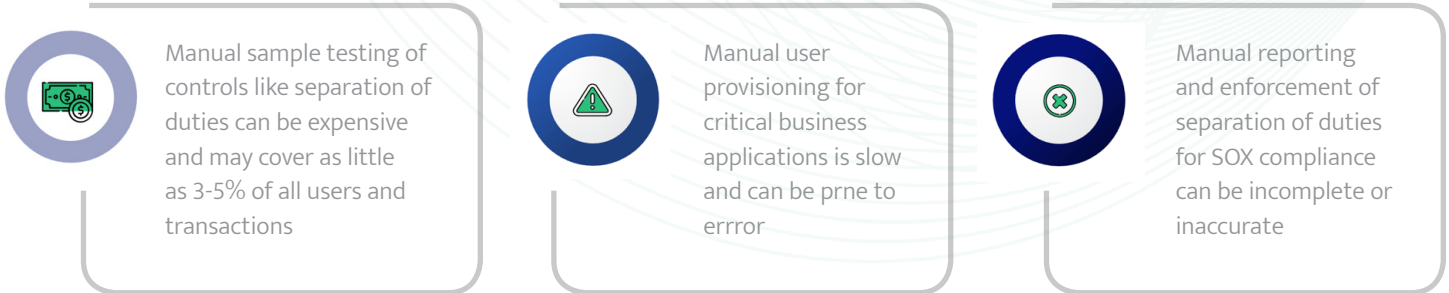 Manual sample testing of
controls like separation of
duties can be expensive
and may cover as little
as 3-5% of all users and
transactions
Manual user
provisioning for
critical business
applications is slow
and can be prne to
errror
Manual reporting
and enforcement of
separation of duties
for SOX compliance
can be incomplete or
inaccurate